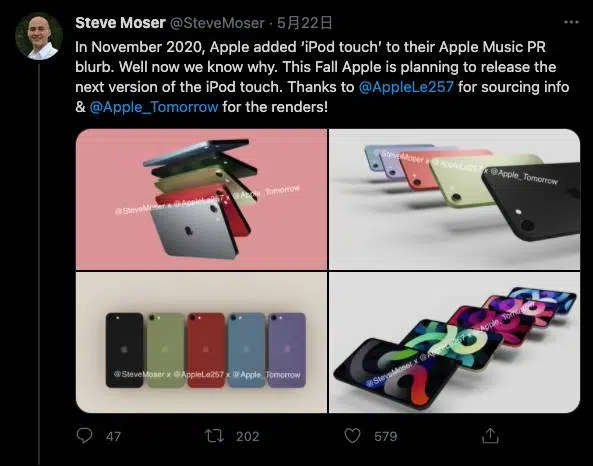 Steve Moser @SteveMoser · 5月22日
In November 2020, Apple added ‘iPod touch’ to their Apple Music PR
blurb. Well now we know why. This Fall Apple is planning to release the
next version of the iPod touch. Thanks to @AppleLe257 for sourcing info
& @Apple_Tomorrow for the renders!
@SteveMoser x @AppleLe257 x @Apple_Tomorrow
@SteveMoser x @AppleLe257 x @Apple_Tomorrow
@SteveMoser x @AppleLe257 x @Apple_Tomorrow
@SteveMoser x @AppleLe257 x @Apple_Tomorrow
47 202 579